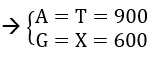 → { A = T = 900
G = X = 600